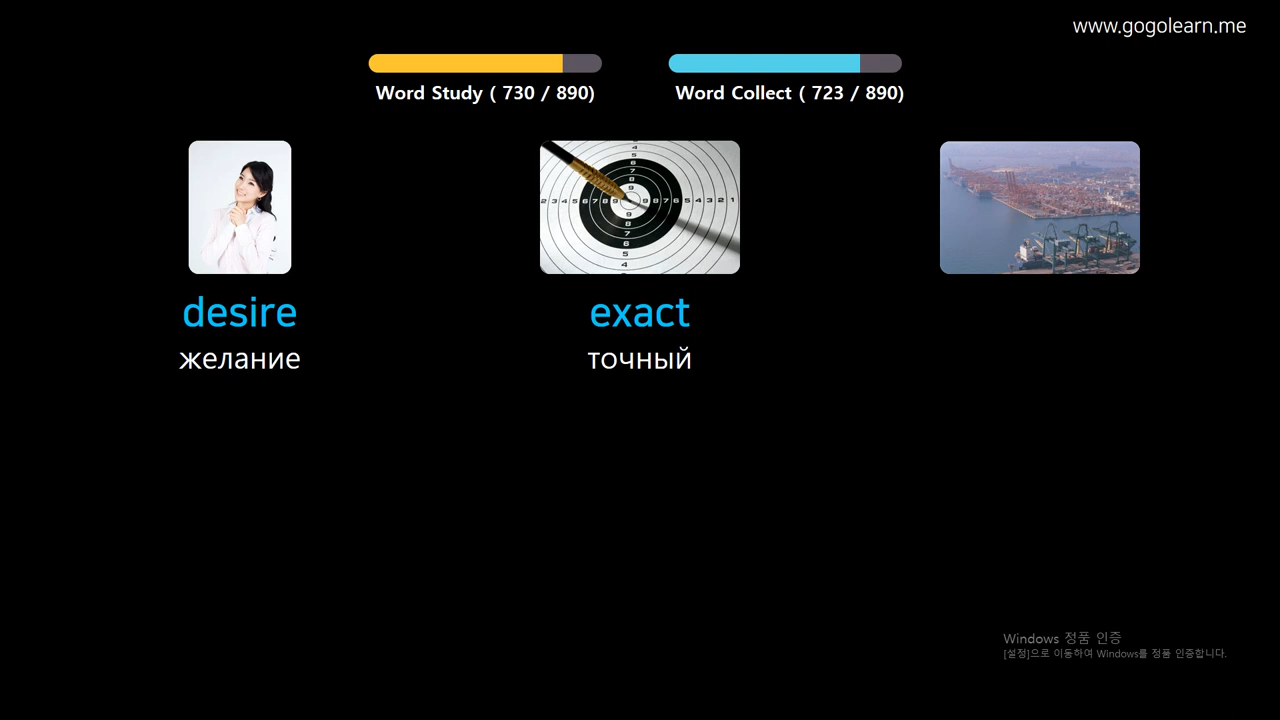 www.gogolearn.me
Word Study ( 730 / 890)
Word Collect ( 723 / 890)
desire
exact
желание
точный
Windows 정품 인증
[설정]으로 이동하여 Windows를 정품 인증합니다.